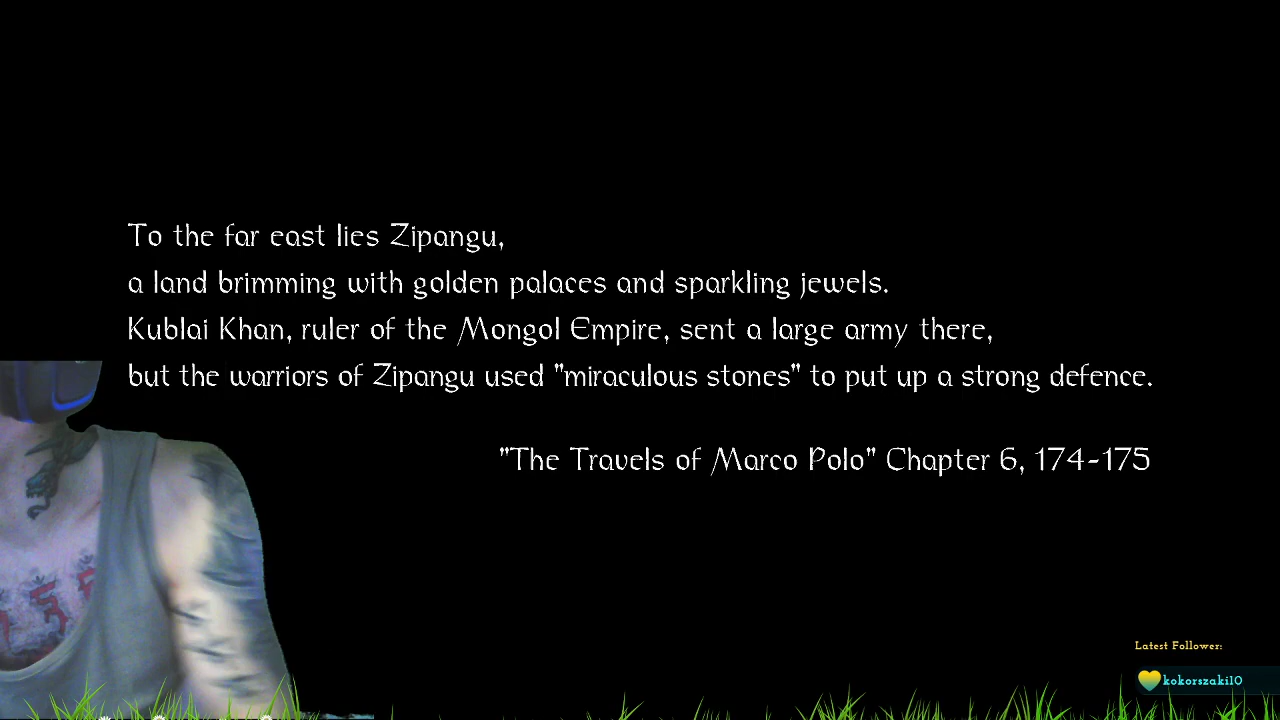 To the far east lies Zipangu,
a land brimming with golden palaces and sparkling jewels.
Kublai Khan, ruler of the Mongol Empire, sent a large army there,
but the warriors of Zipangu used "miraculous stones" to put up a strong defence.
"The Travels of Marco Polo" Chapter 6, 174-175
Latest Follower:
kokorszaki10